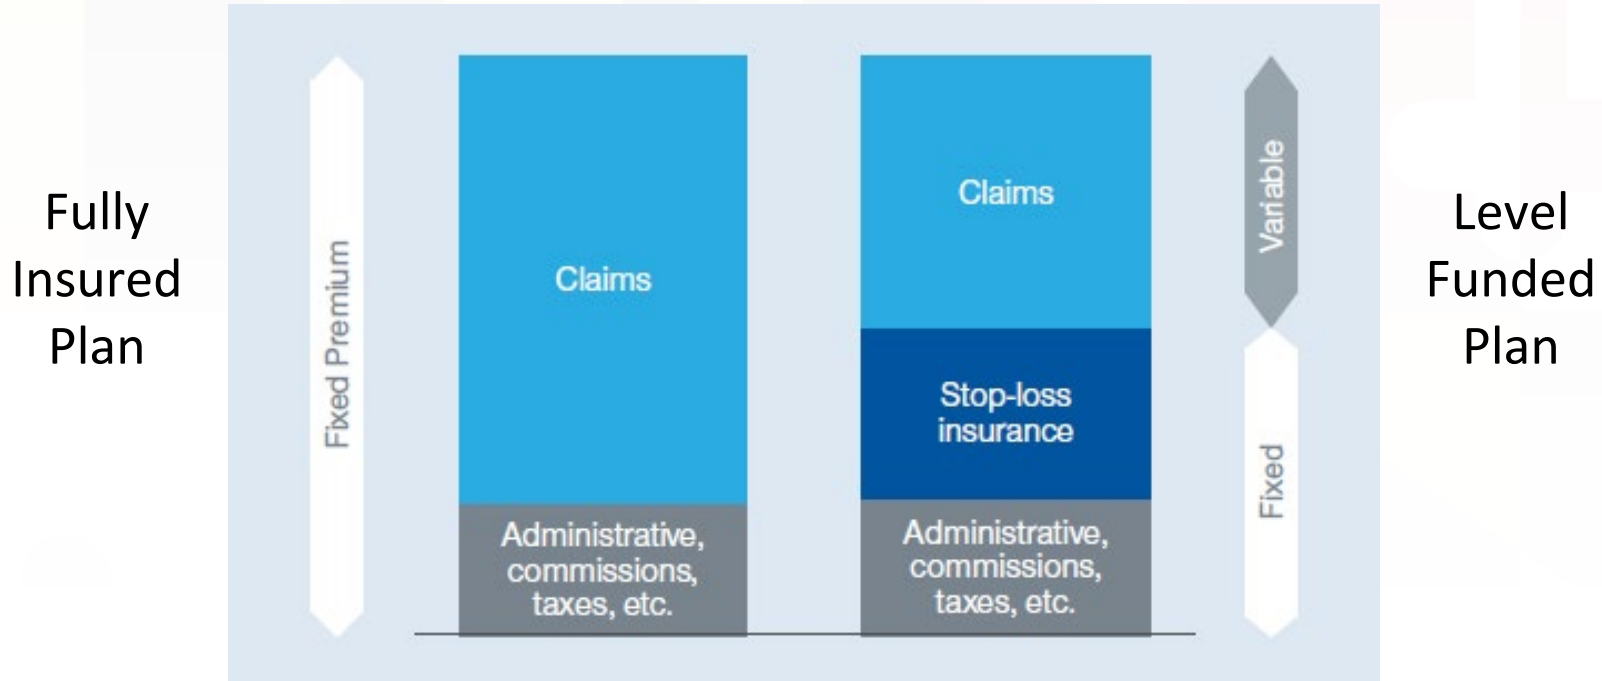 Fully
Insured
Plan
Fixed Premium
Claims
Administrative,
commissions,
taxes, etc.
Claims
Stop-loss
insurance
Administrative,
commissions,
taxes, etc.
Variable
Fixed
Level
Funded
Plan